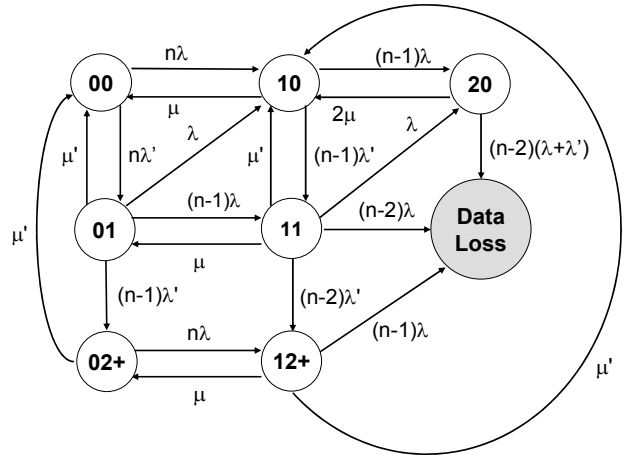 nλ
(n-1)λ
00
10
20
μ
2μ
μ'
nλ'
λ
μ'
(n-1)λ'
λ
(n-2)(λ+λ')
(n-1)λ
(n-2)λ
Data
Loss
01
11
μ'
μ
(n-1)λ'
(n-2)λ'
(n-1)λ
nλ
02+
12+
μ
μ'